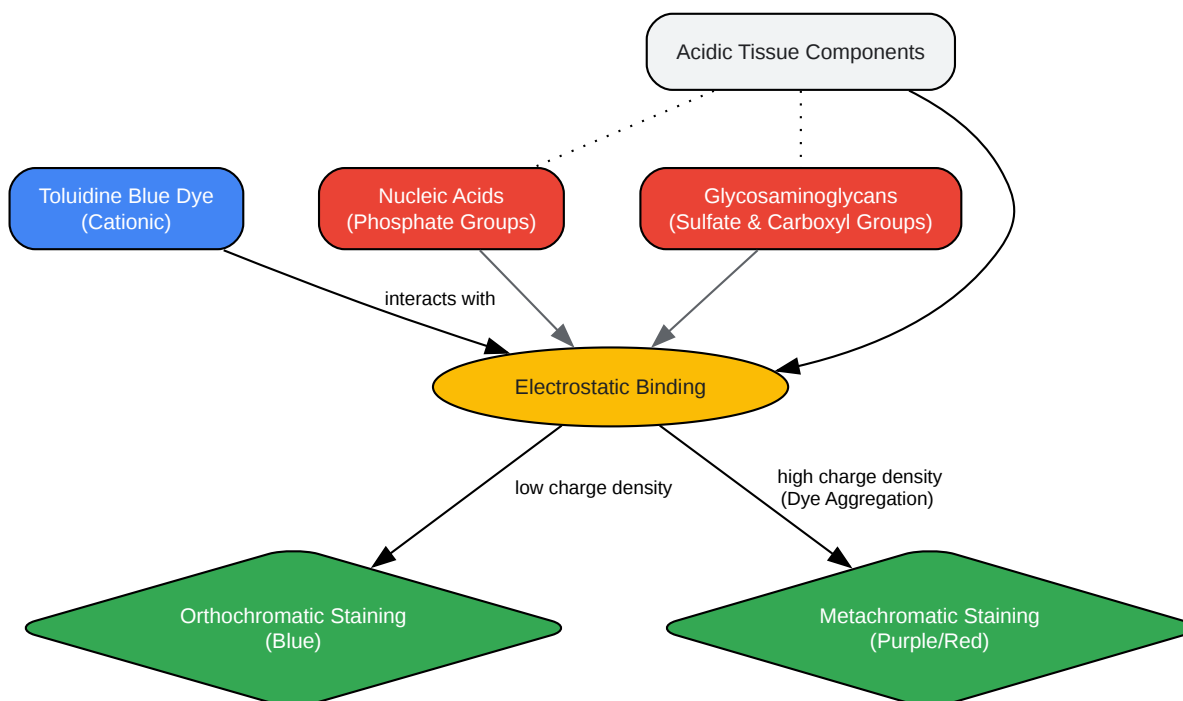 Acidic Tissue Components
Toluidine Blue Dye
(Cationic)
Nucleic Acids
(Phosphate Groups)
Glycosaminoglycans
(Sulfate & Carboxyl Groups)
interacts with
Electrostatic Binding
low charge density
high charge density
(Dye Aggregation)
Orthochromatic Staining
(Blue)
Metachromatic Staining
(Purple/Red)